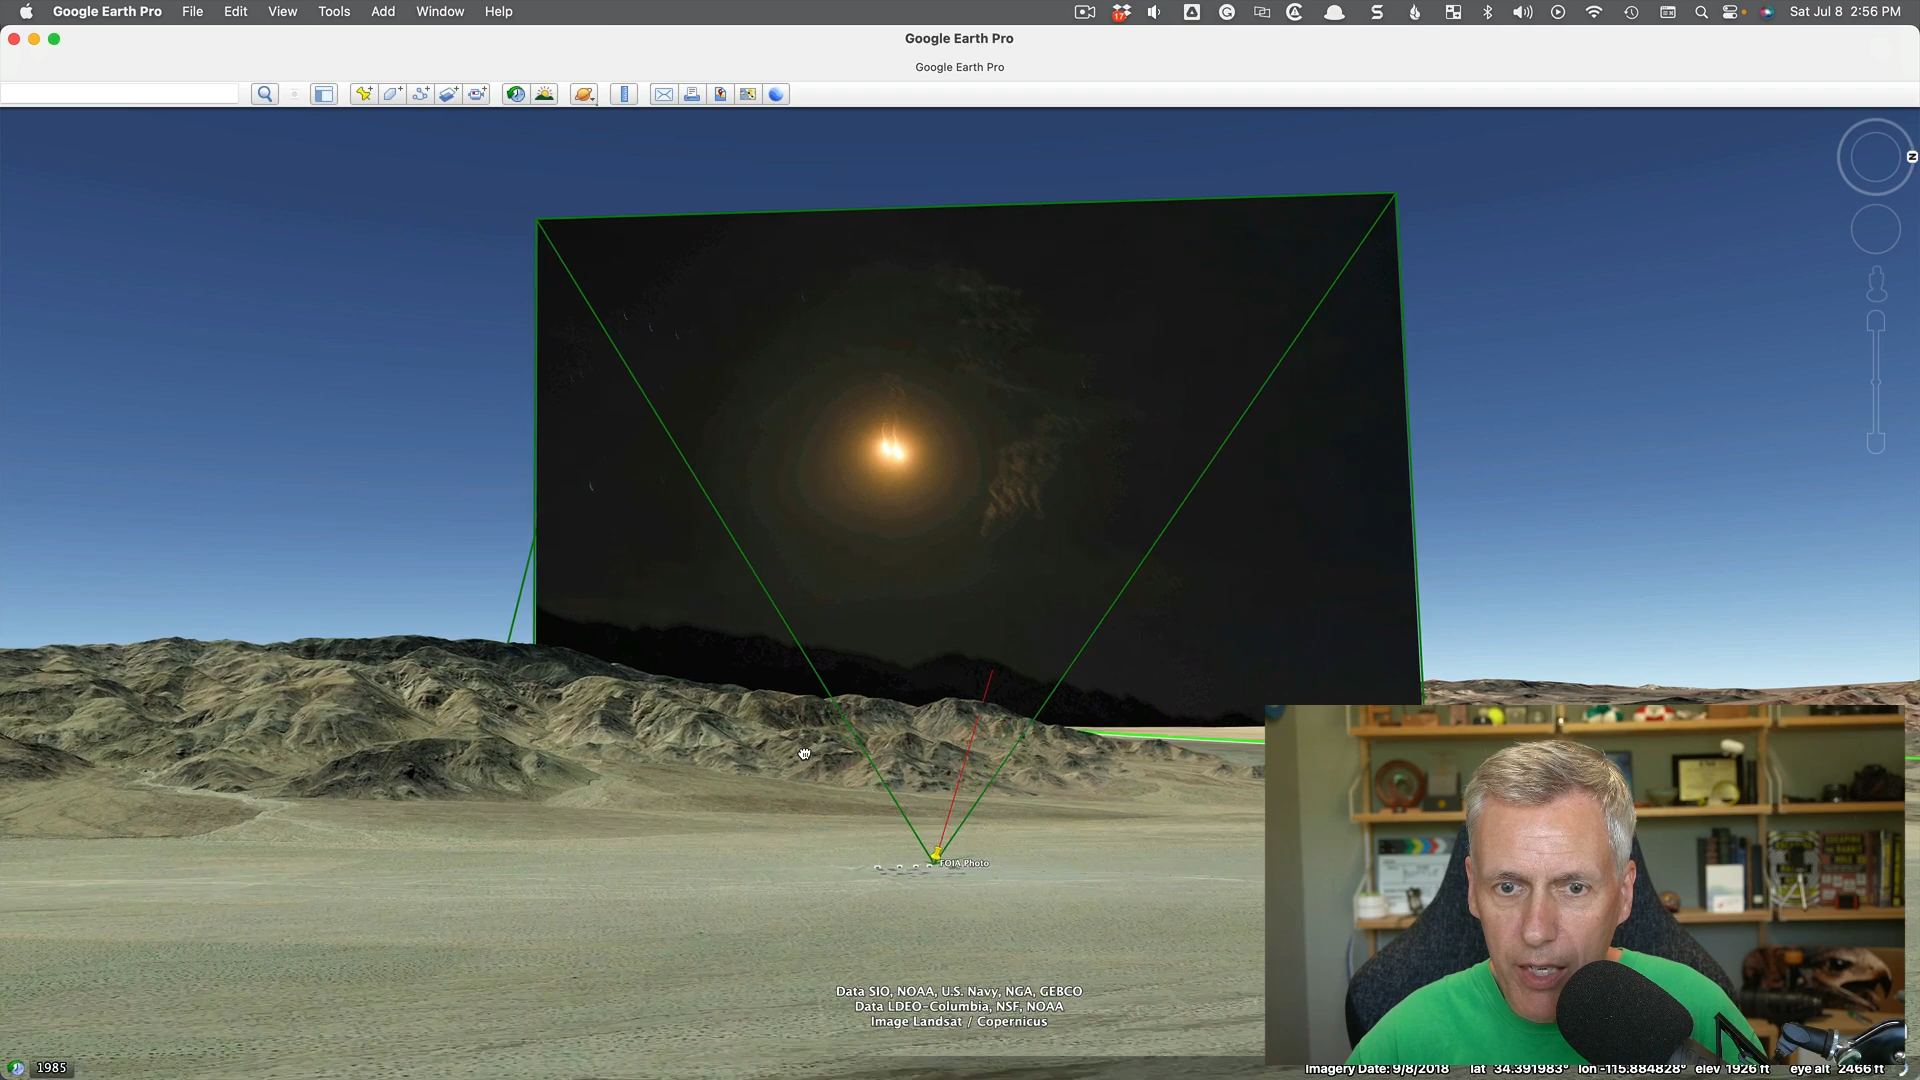 Google Earth Pro File Edit View Tools Add Window Help
17
Sat Jul 8 2:56 PM
Google Earth Pro
Google Earth Pro
N
FOIA Photo
Data SIO, NOAA, U.S. Navy, NGA, GEBCO
Data LDEO-Columbia, NSF, NOAA
Image Landsat / Copernicus
1985
Imagery Date: 9/8/2018 lat 34.391983° lon -115.884828° elev 1926 ft eye alt 2466 ft